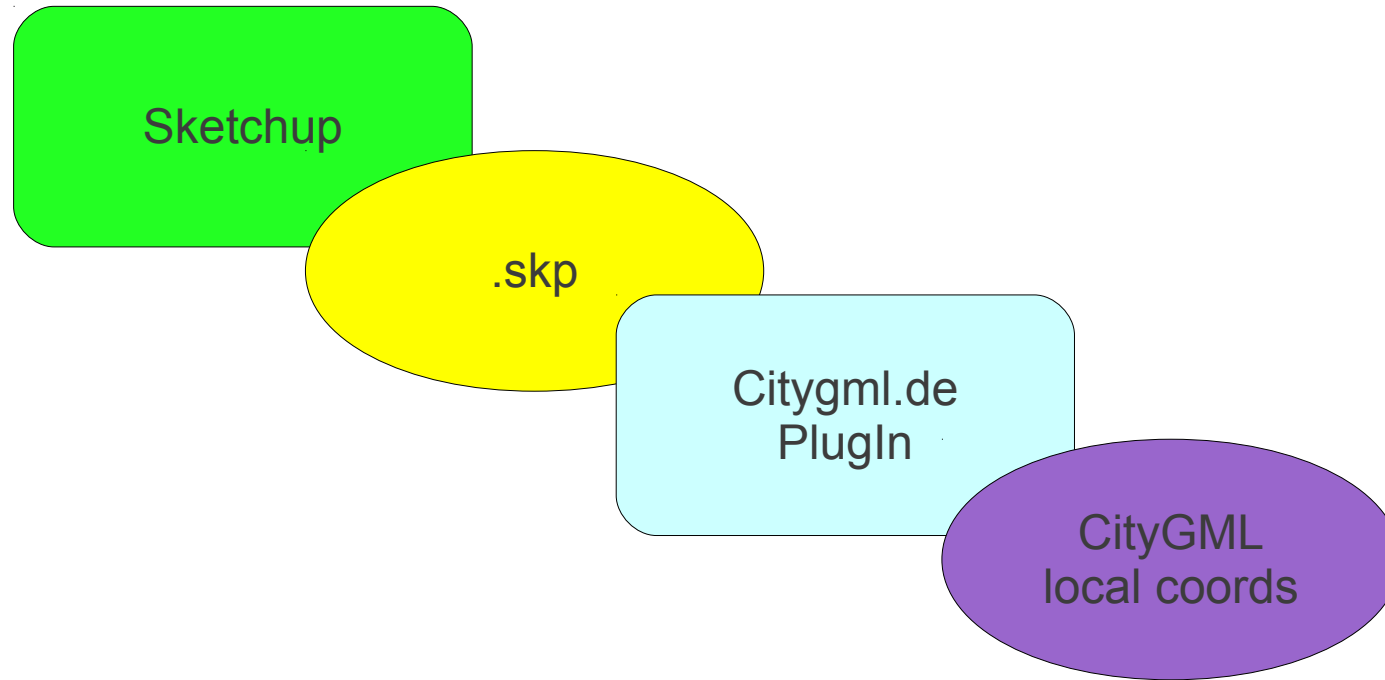 Sketchup
.skp
Citygml.de
PlugIn
CityGML
local coords